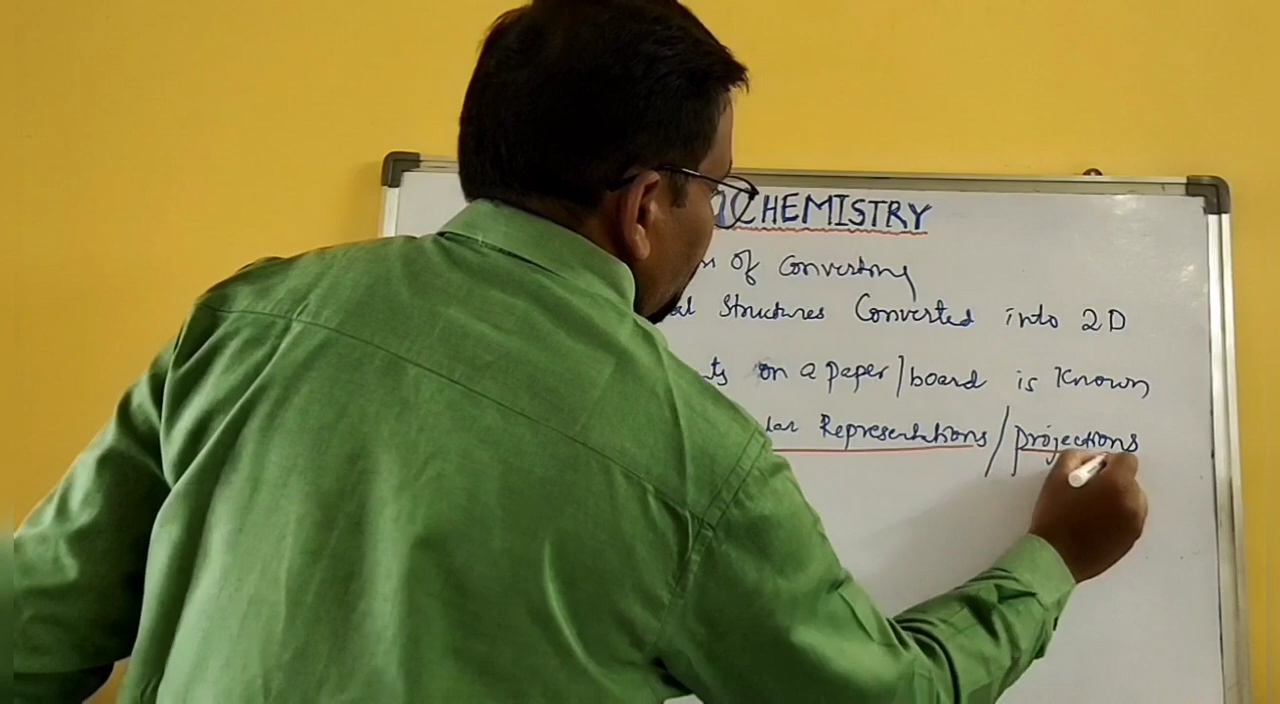 CHEMISTRY
of Converting
Structures Converted into 2D
on a paper/board is known
Representations/projections